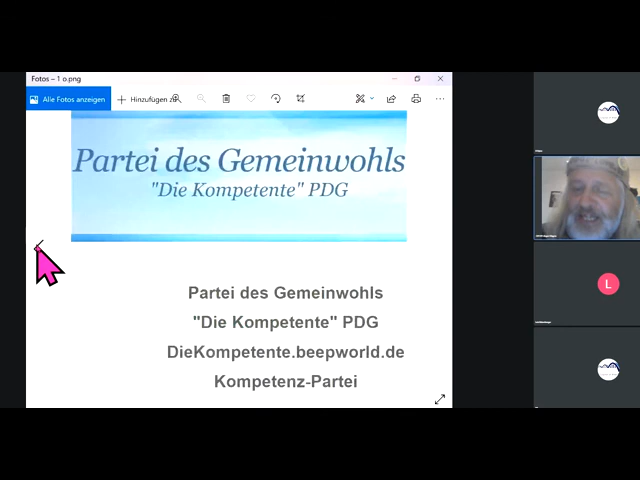 Fotos – 1 o.png
Alle Fotos anzeigen
Hinzufügen zu
Partei des Gemeinwohls
"Die Kompetente" PDG
Partei des Gemeinwohls
"Die Kompetente" PDG
DieKompetente.beepworld.de
Kompetenz-Partei
L